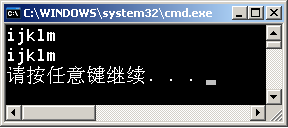 C:\WINDOWS\system32\cmd.exe
ijklm
ijklm
请按任意键继续. . .